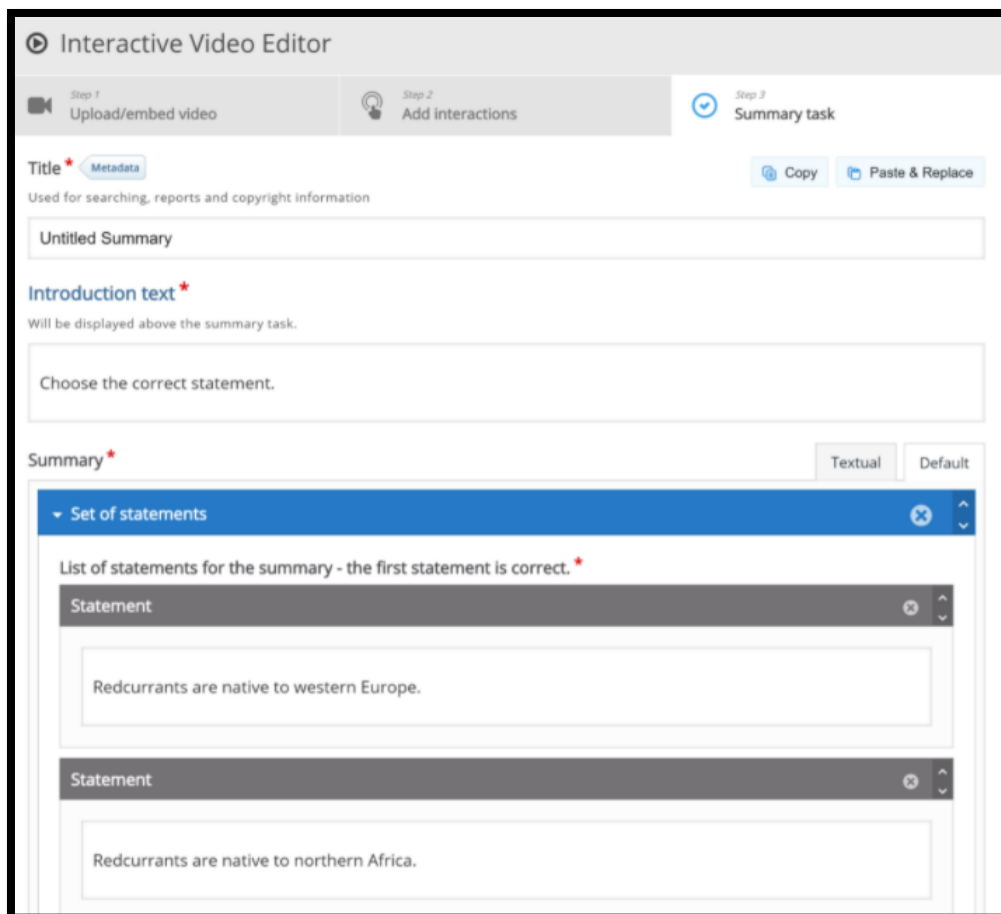 Interactive Video Editor
Step 1
Upload/embed video
Step 2
Add interactions
Step 3
Summary task
Title * Metadata
Copy
Paste & Replace
Used for searching, reports and copyright information
Untitled Summary
Introduction text *
Will be displayed above the summary task.
Choose the correct statement.
Summary *
Textual
Default
Set of statements
List of statements for the summary - the first statement is correct. *
Statement
Redcurrants are native to western Europe.
Statement
Redcurrants are native to northern Africa.